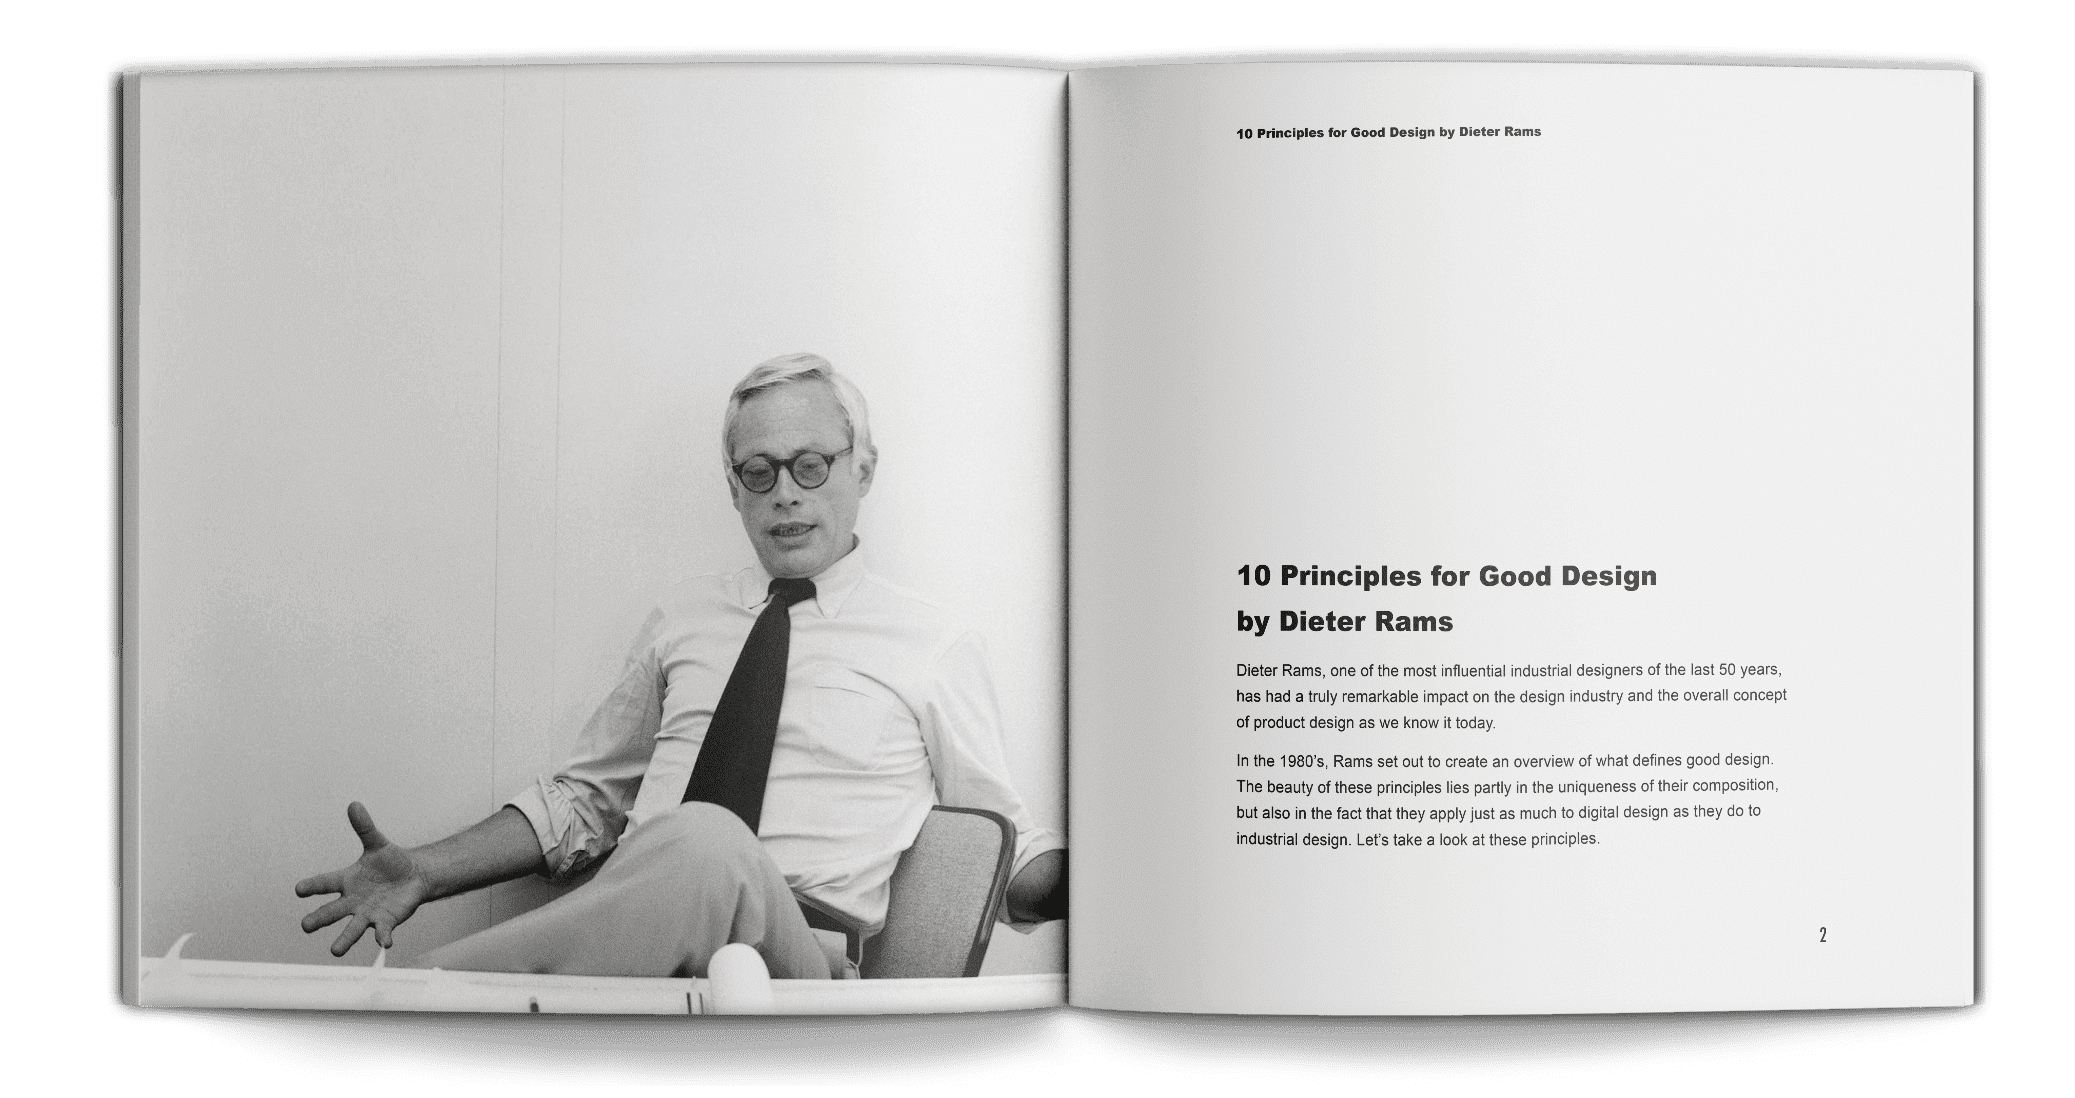 10 Principles for Good Design by Dieter Rams
10 Principles for Good Design
by Dieter Rams
Dieter Rams, one of the most influential industrial designers of the last 50 years,
has had a truly remarkable impact on the design industry and the overall concept
of product design as we know it today.
In the 1980’s, Rams set out to create an overview of what defines good design.
The beauty of these principles lies partly in the uniqueness of their composition,
but also in the fact that they apply just as much to digital design as they do to
industrial design. Let’s take a look at these principles.
2